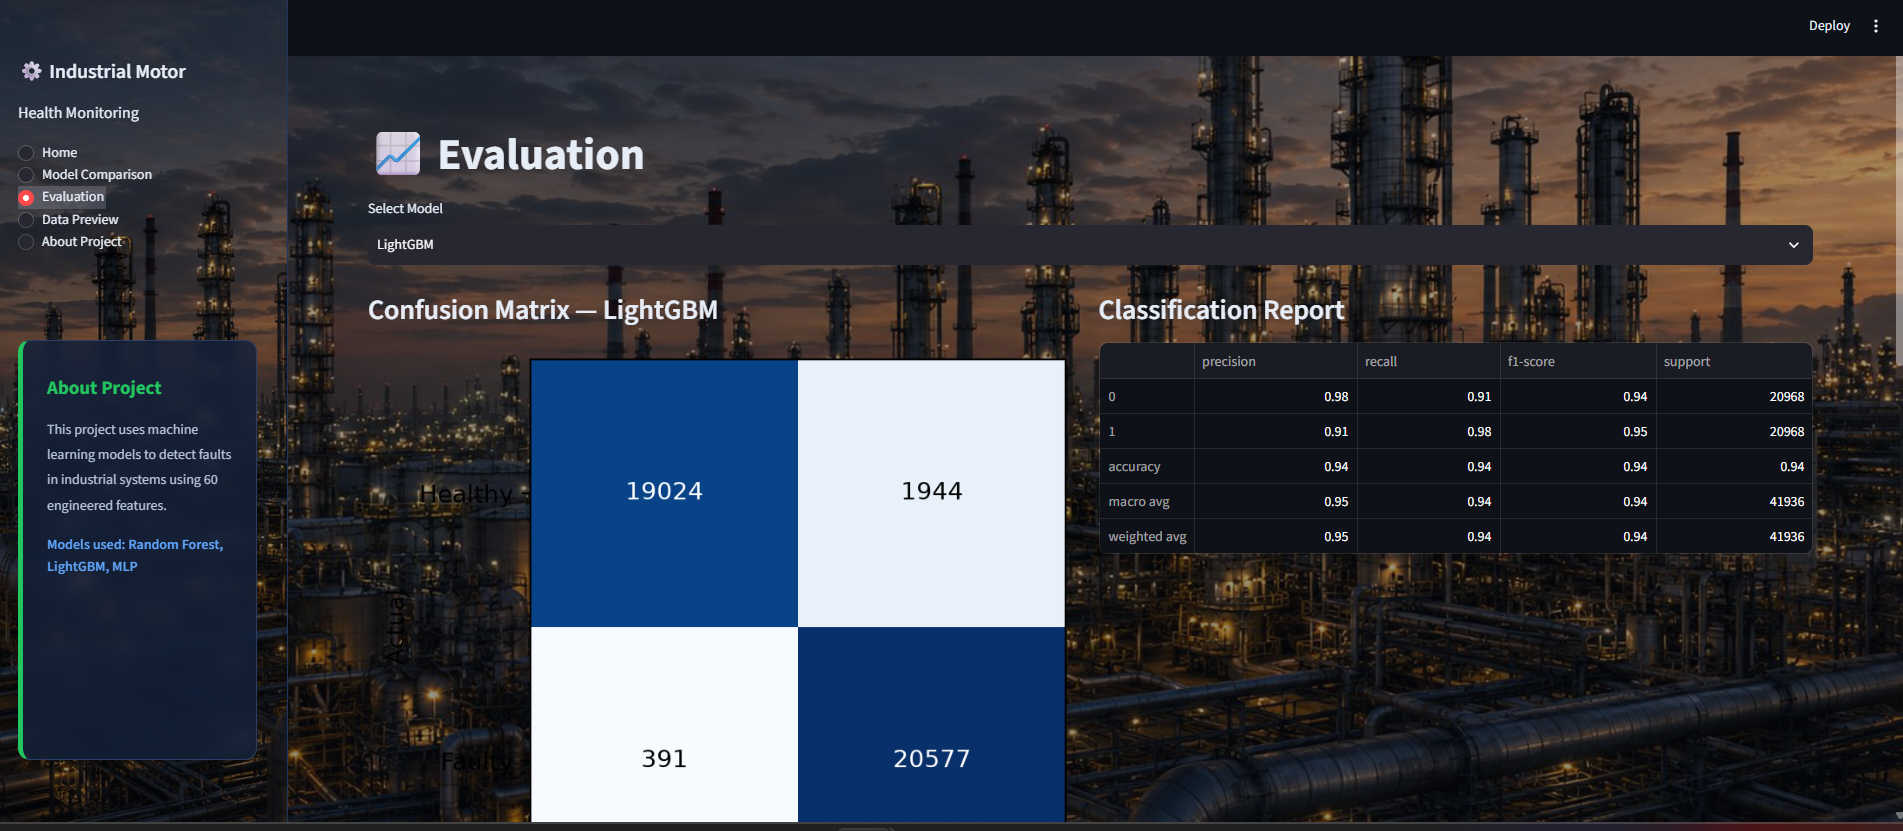 Deploy
Industrial Motor
Health Monitoring
Home
Model Comparison
Evaluation
Data Preview
About Project
About Project
This project uses machine
learning models to detect faults
in industrial systems using 60
engineered features.
Models used: Random Forest,
LightGBM, MLP
Evaluation
Select Model
LightGBM
Confusion Matrix — LightGBM
Healthy
19024 1944
Actual
Faulty
391 20577
Classification Report
precision recall f1-score support
0 0.98 0.91 0.94 20968
1 0.91 0.98 0.95 20968
accuracy 0.94 0.94 0.94 0.94
macro avg 0.95 0.94 0.94 41936
weighted avg 0.95 0.94 0.94 41936